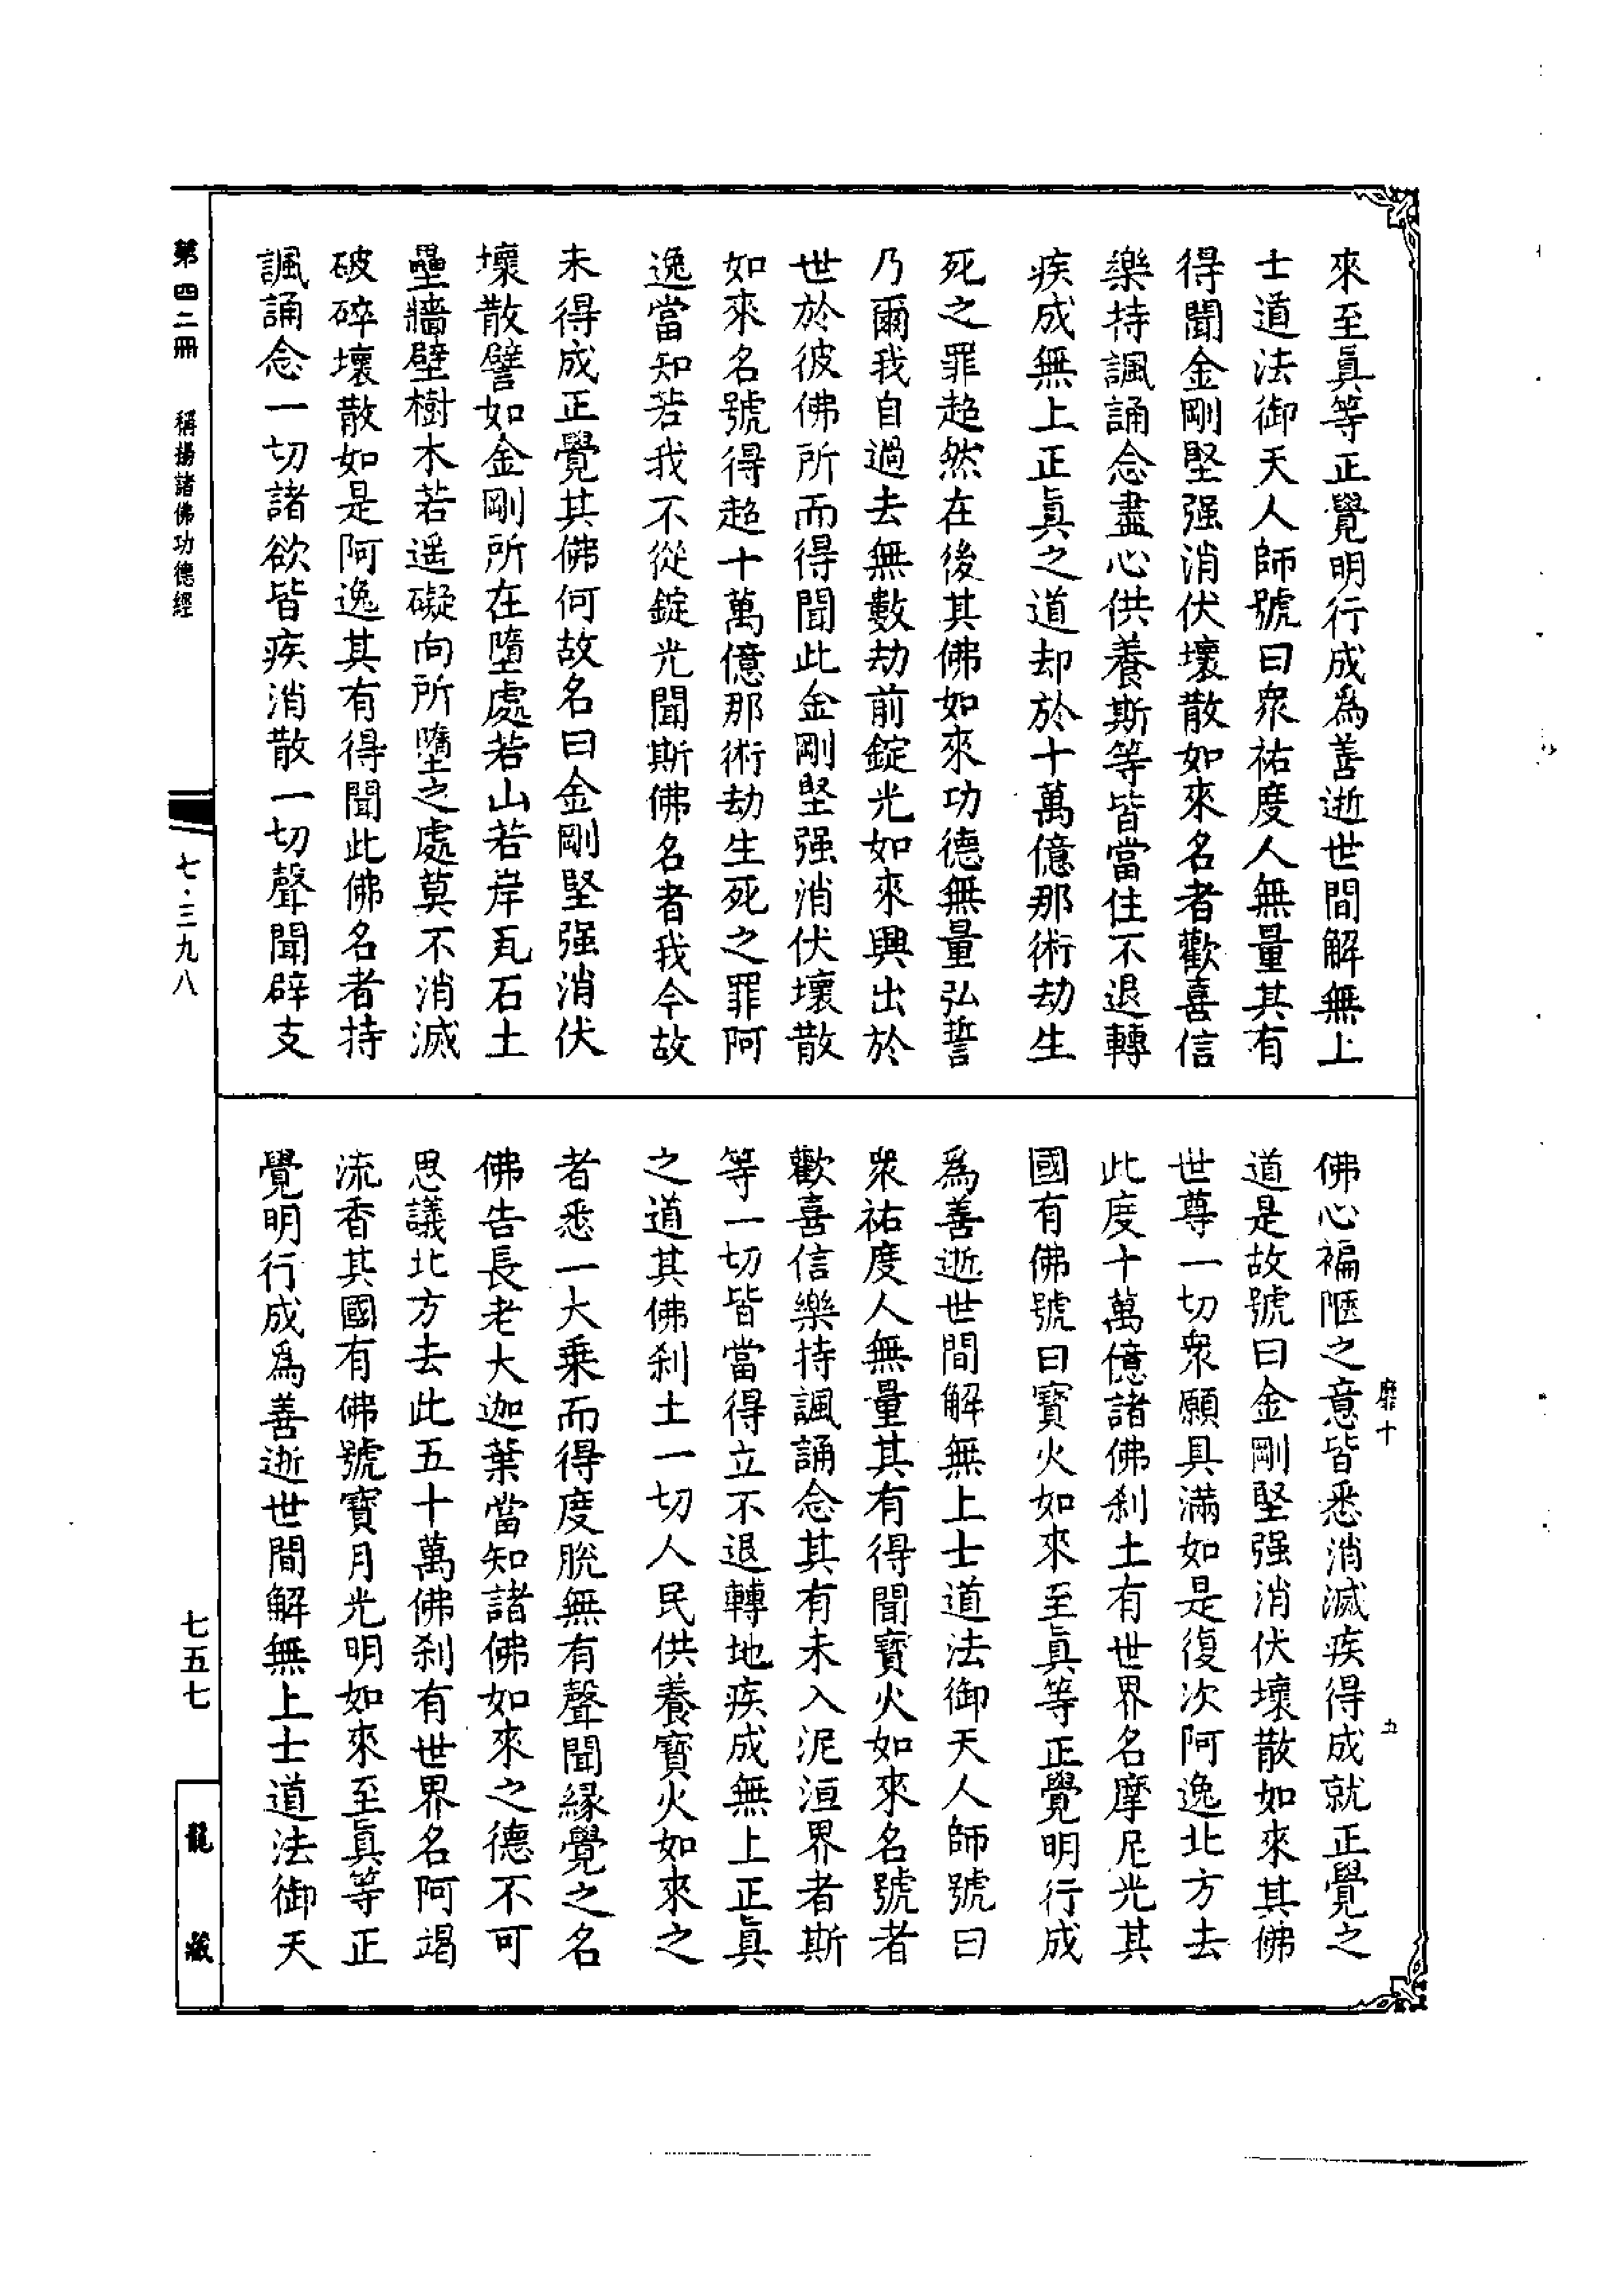 來至眞等正覺明行成爲善逝世間解無上
士道法御天人師號曰衆祐度人無量其有
得聞金剛堅强消伏壞散如來名者歡喜信
樂持諷誦念盡心供養斯等皆當住不退轉
疾成無上正眞之道却於十萬億那術劫生
死之罪超然在後其佛如來功德無量弘誓
乃爾我自過去無數劫前錠光如來興出於
世於彼佛所而得聞此金剛堅强消伏壞散
如來名號得超十萬億那術劫生死之罪阿
逸當知若我不從錠光聞斯佛名者我今故
未得成正覺其佛何故名曰金剛堅强消伏
壞散譬如金剛所在墮處若山若岸瓦石土
壘牆壁樹木若遥礙向所墮之處莫不消滅
破碎壞散如是阿逸其有得聞此佛名者持
諷誦念一切諸欲皆疾消散一切聲聞辟支
佛心褊陋之意皆悉消滅疾得成就正覺之
道是故號曰金剛堅强消伏壞散如來其佛
世尊一切衆願具滿如是復次阿逸北方去
此度十萬億諸佛刹土有世界名摩尼光其
國有佛號曰寶火如來至眞等正覺明行成
爲善逝世間解無上士道法御天人師號曰
衆祐度人無量其有得聞寶火如來名號者
歡喜信樂持諷誦念其有未入泥洹界者斯
等一切皆當得立不退轉地疾成無上正眞
之道其佛刹土一切人民供養寶火如來之
者悉一大乘而得度脫無有聲聞緣覺之名
佛告長老大迦葉當知諸佛如來之德不可
思議北方去此五十萬佛刹有世界名阿竭
流香其國有佛號寶月光明如來至眞等正
覺明行成爲善逝世間解無上士道法御天
靡十
五
第四二冊 稱揚諸佛功德經
七·三九八
七五七
龍藏